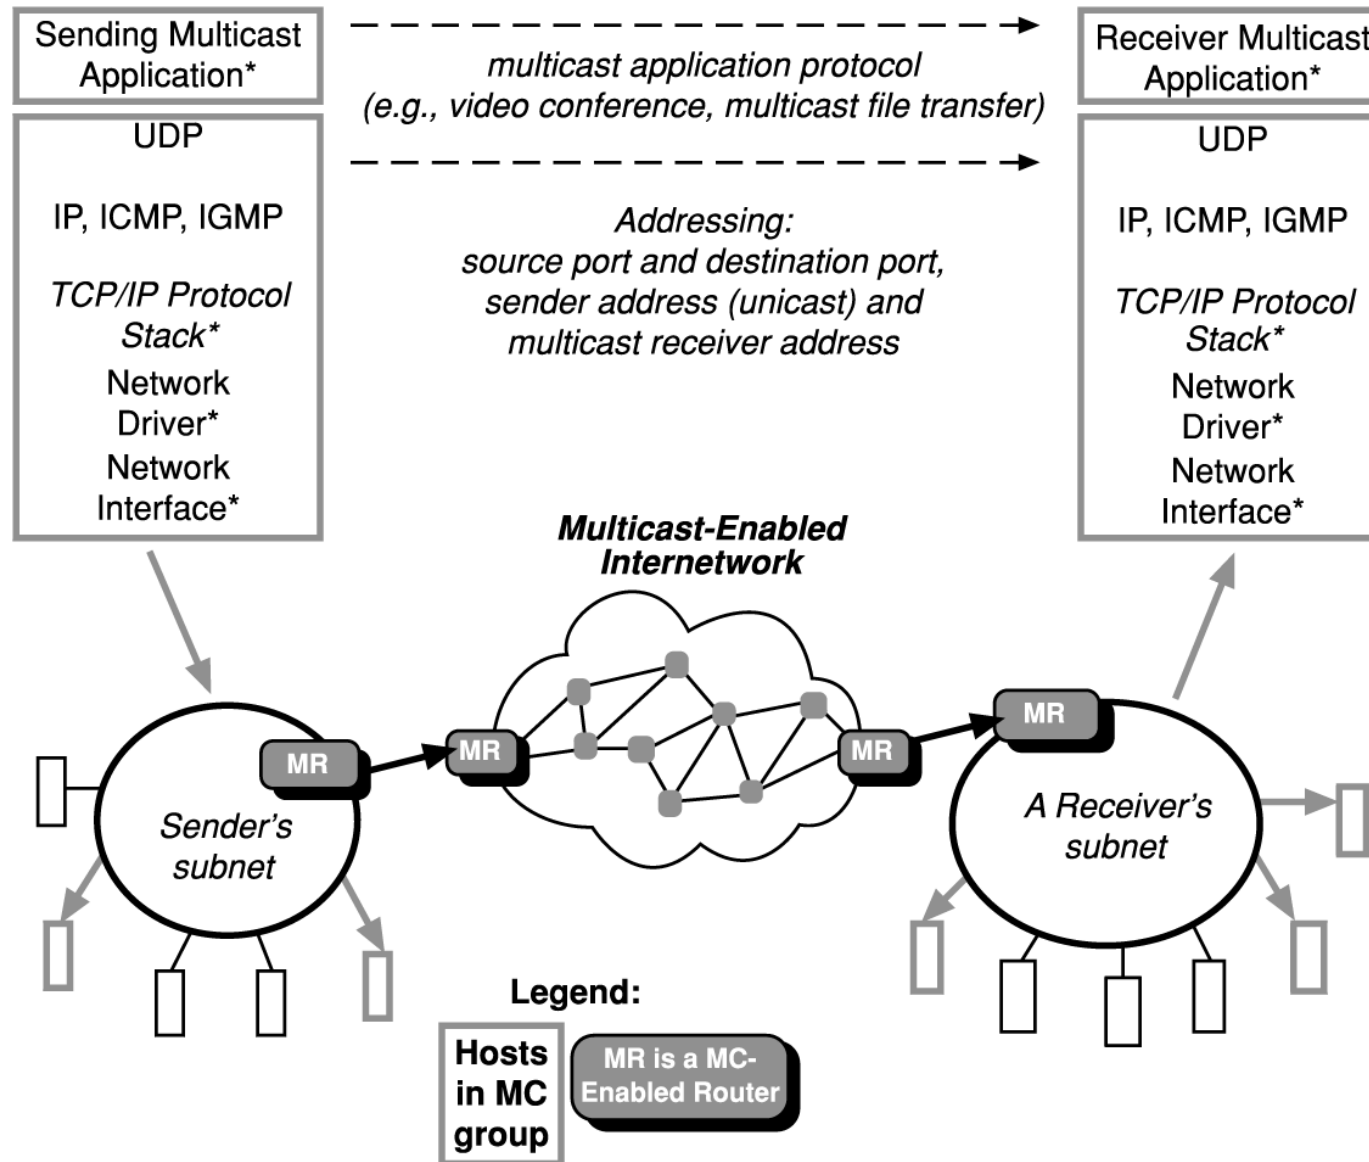 Sending Multicast
Application*
multicast application protocol
(e.g., video conference, multicast file transfer)
Receiver Multicast
Application*
UDP
IP, ICMP, IGMP
TCP/IP Protocol
Stack*
Network
Driver*
Network
Interface*
Addressing:
source port and destination port,
sender address (unicast) and
multicast receiver address
UDP
IP, ICMP, IGMP
TCP/IP Protocol
Stack*
Network
Driver*
Network
Interface*
Multicast-Enabled
Internetwork
MR
MR
MR
MR
Sender's
subnet
A Receiver's
subnet
Legend:
Hosts
in MC
group
MR is a MC-
Enabled Router